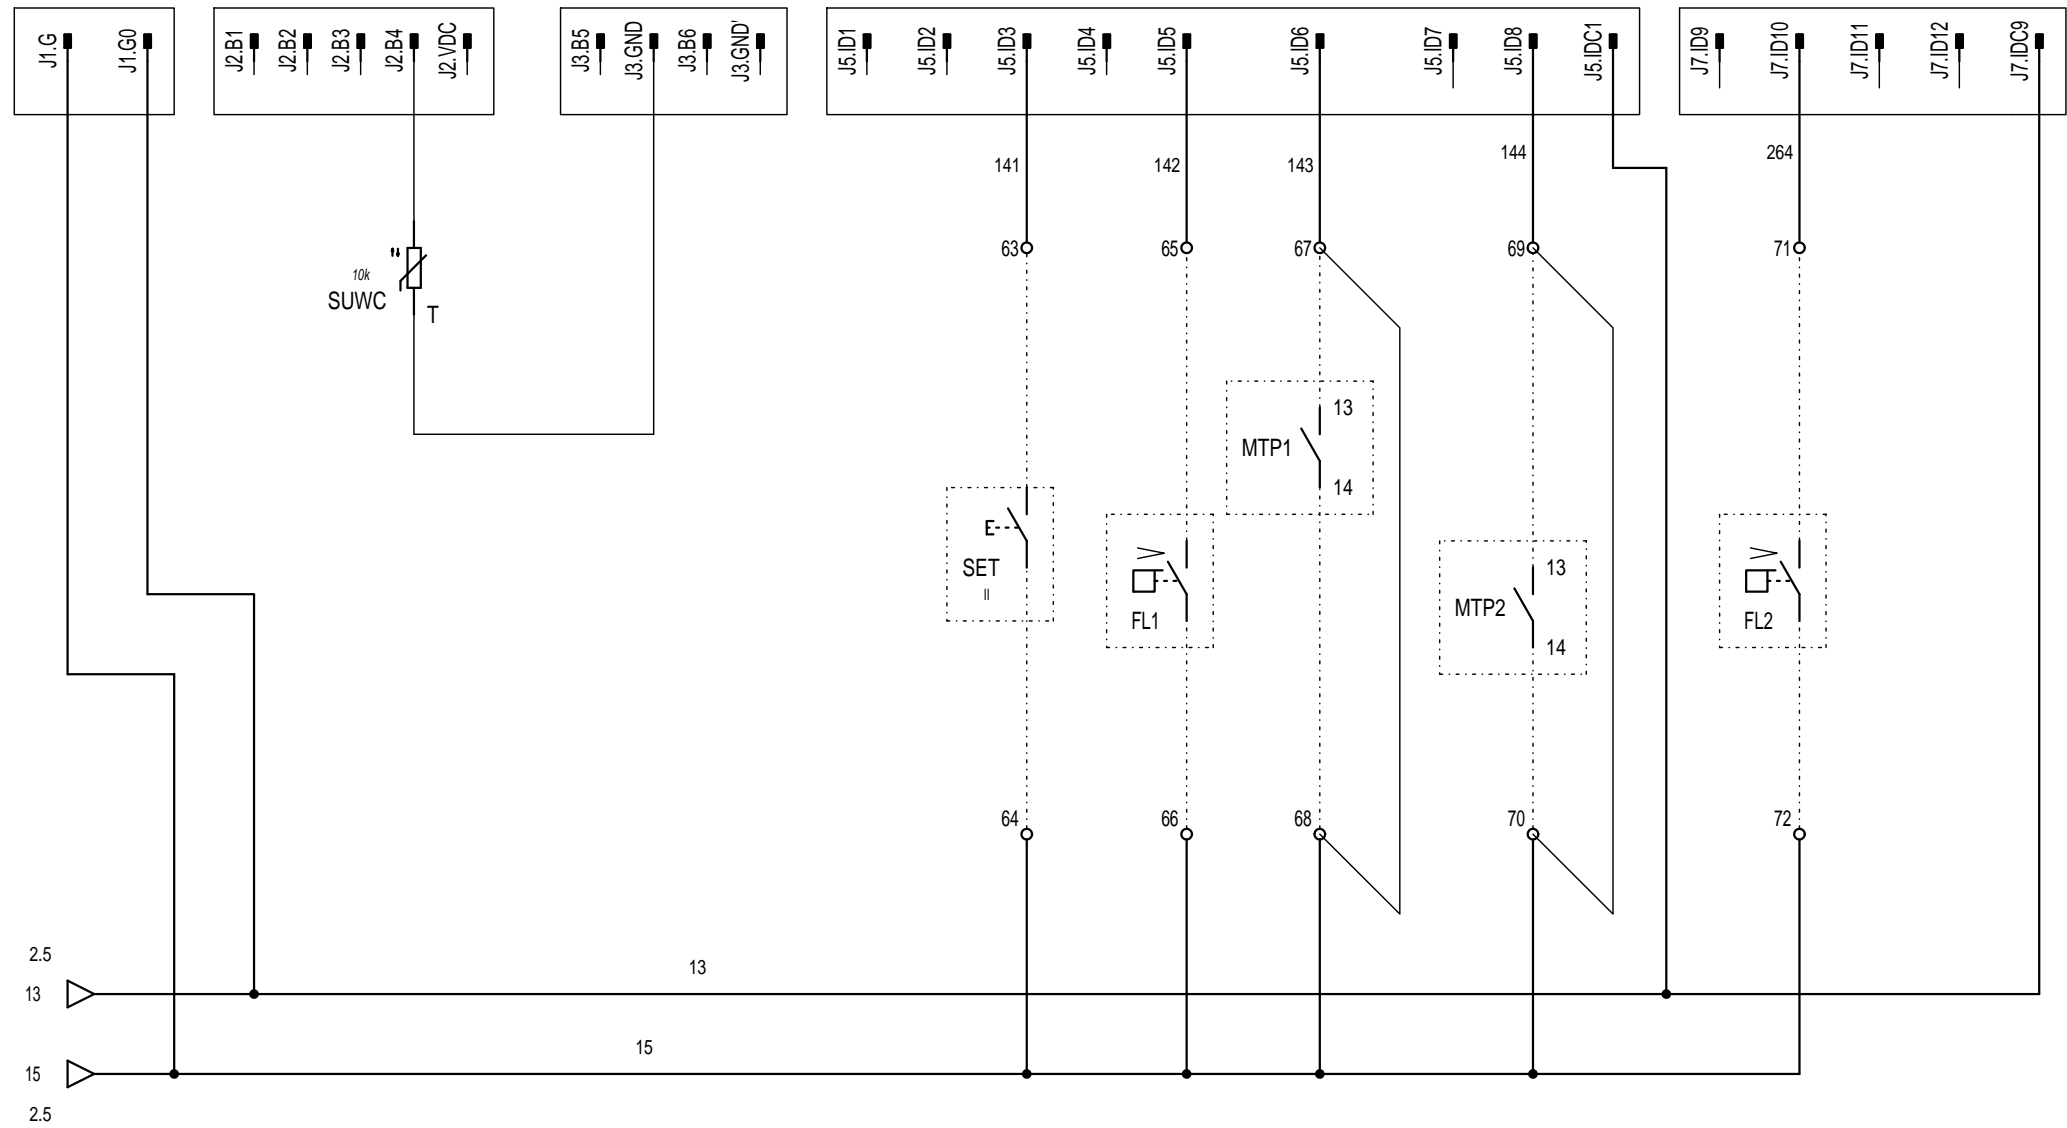 J1.G
J1.G0
J2.B1
J2.B2
J2.B3
J2.B4
J2.VDC
J3.B5
J3.GND
J3.B6
J3.GND'
J5.ID1
J5.ID2
J5.ID3
J5.ID4
J5.ID5
J5.ID6
J5.ID7
J5.ID8
J5.IDC1
J7.ID9
J7.ID10
J7.ID11
J7.ID12
J7.IDC9
141
142
143
144
264
63
65
67
69
71
10k
SUWC
T
13
MTP1
14
SET
II
FL1
13
MTP2
14
FL2
64
66
68
70
72
2.5
13
13
15
15
2.5